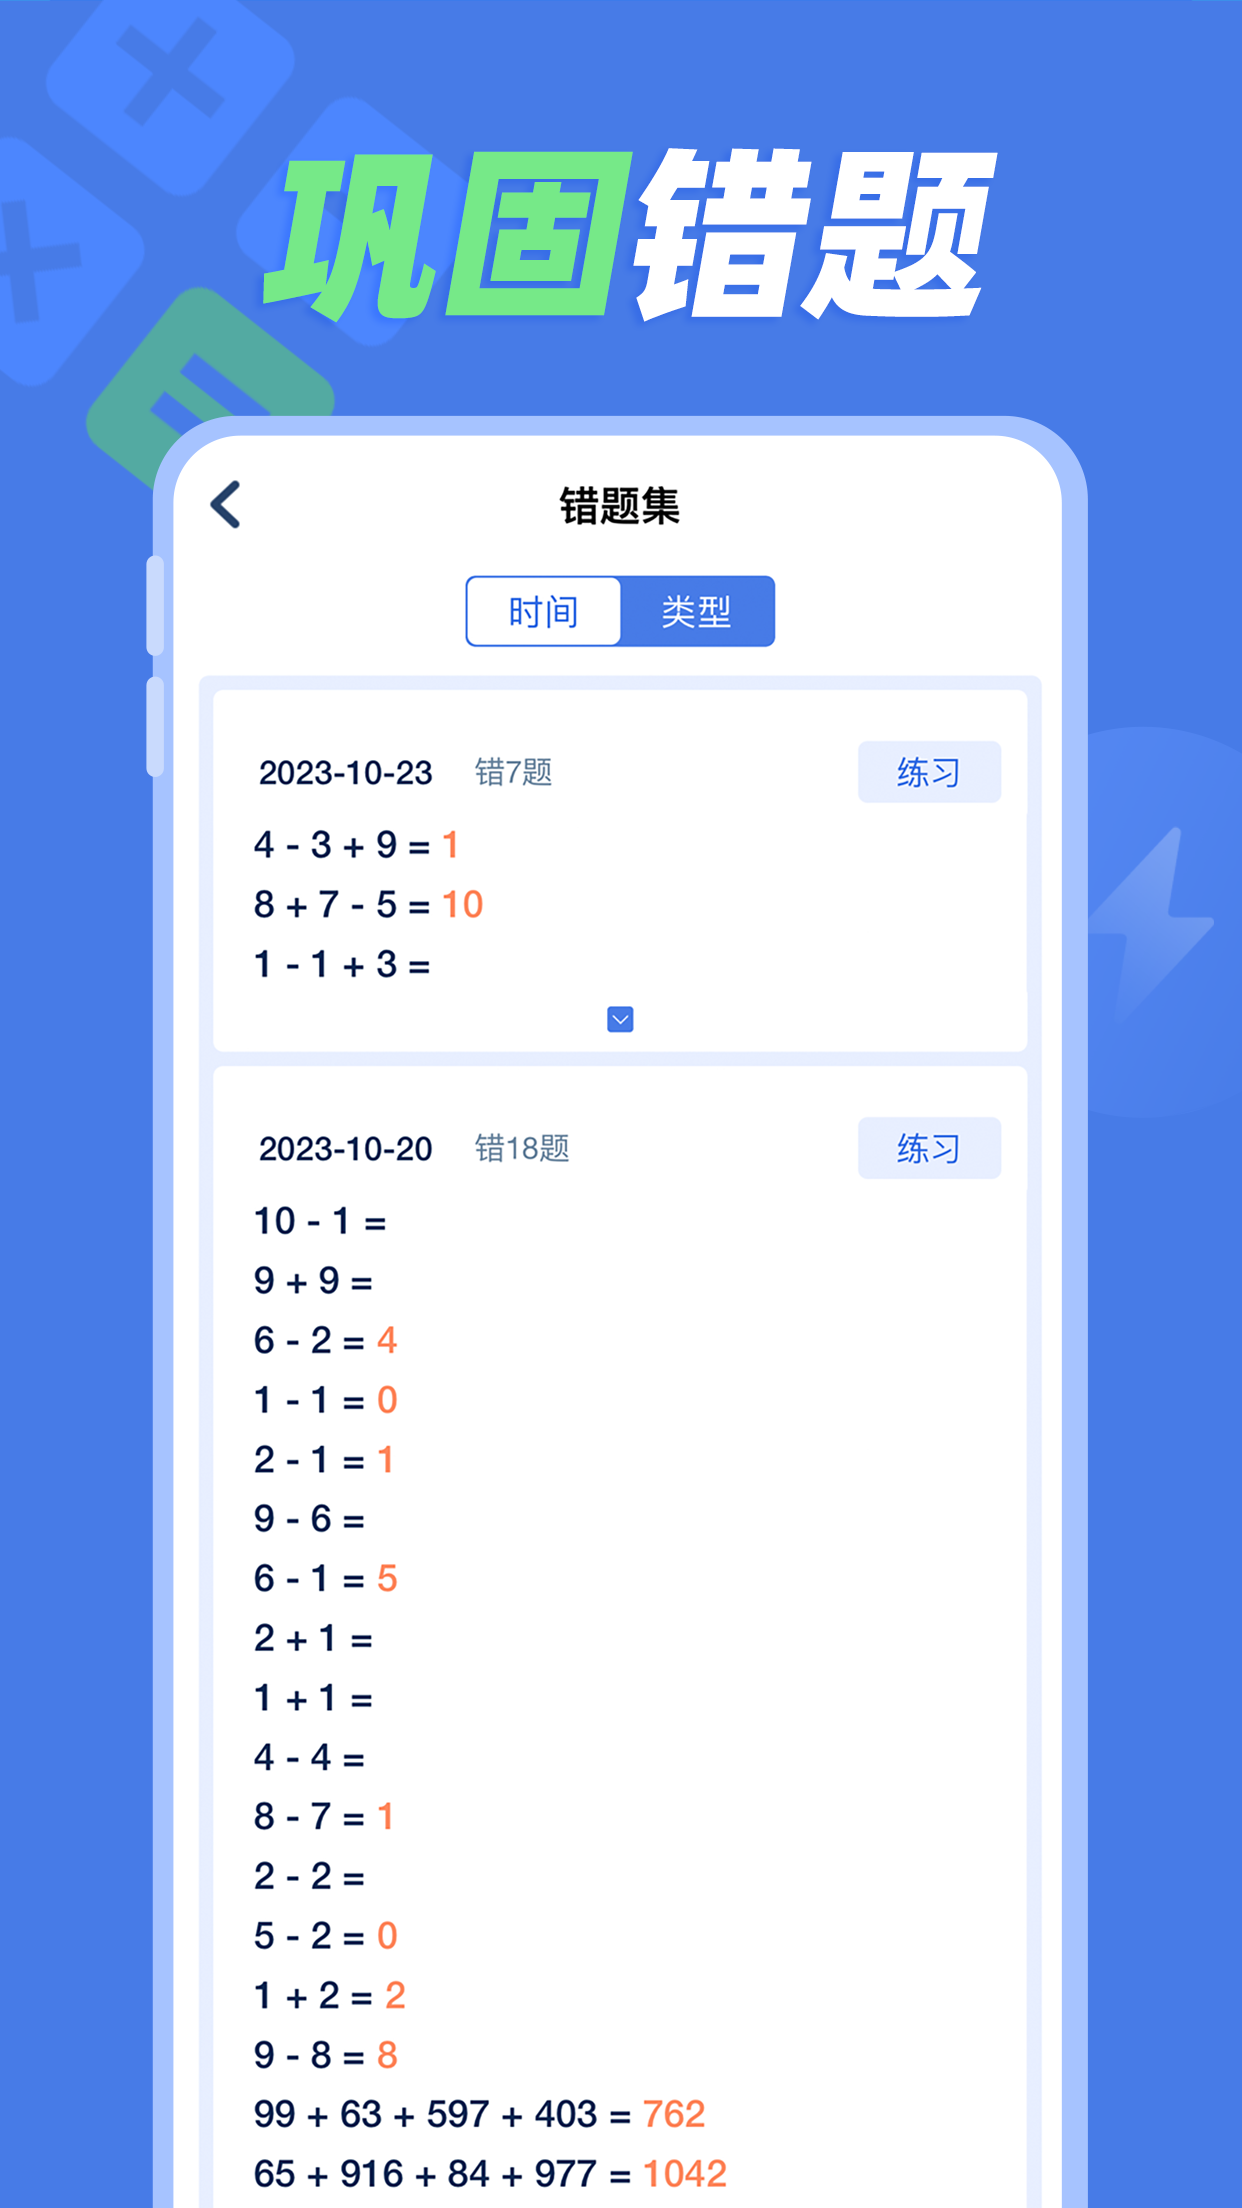 巩固错题
错题集
时间 类型
2023-10-23 错7题 练习
4 - 3 + 9 = 1
8 + 7 - 5 = 10
1 - 1 + 3 =
2023-10-20 错18题 练习
10 - 1 =
9 + 9 =
6 - 2 = 4
1 - 1 = 0
2 - 1 = 1
9 - 6 =
6 - 1 = 5
2 + 1 =
1 + 1 =
4 - 4 =
8 - 7 = 1
2 - 2 =
5 - 2 = 0
1 + 2 = 2
9 - 8 = 8
99 + 63 + 597 + 403 = 762
65 + 916 + 84 + 977 = 1042